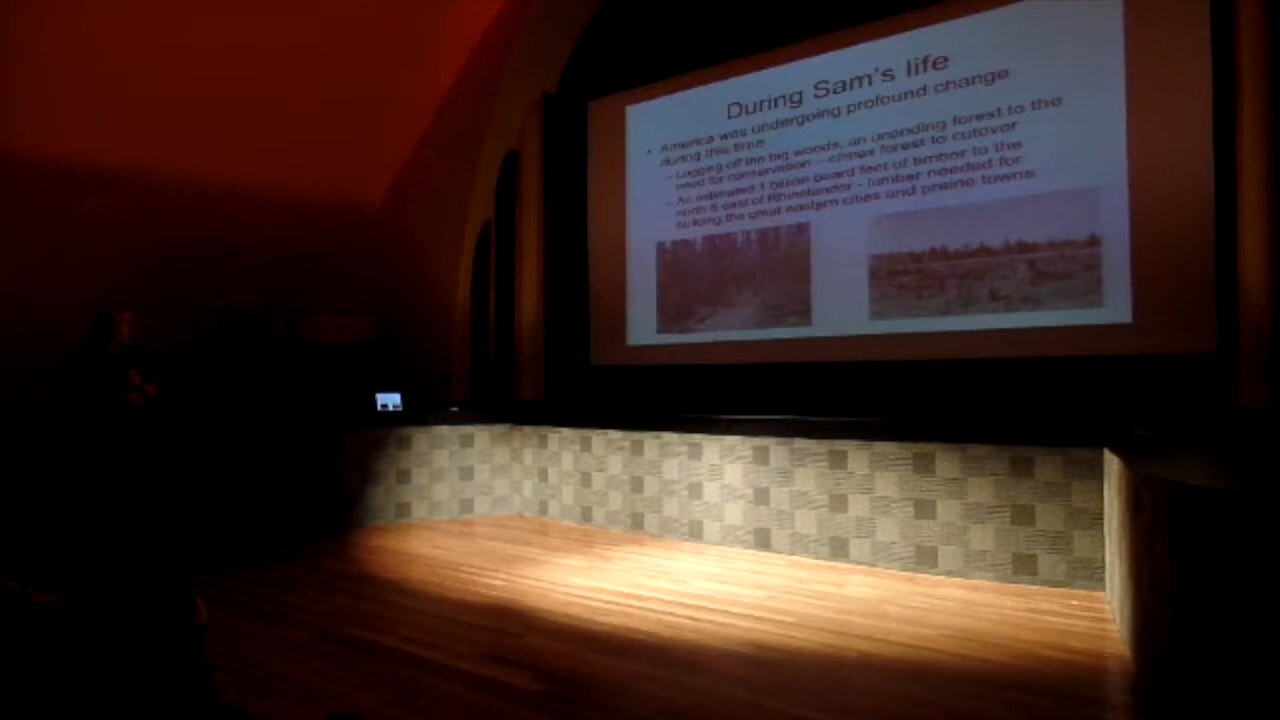 During Sam's life
• America was undergoing profound change
during this time
– Logging off the big woods, an unending forest to the
need for conservation – climax forest to cutover
– An estimated 1 billion board feet of timber to the
north & east of Rhinelander - lumber needed for
building the great eastern cities and prairie towns